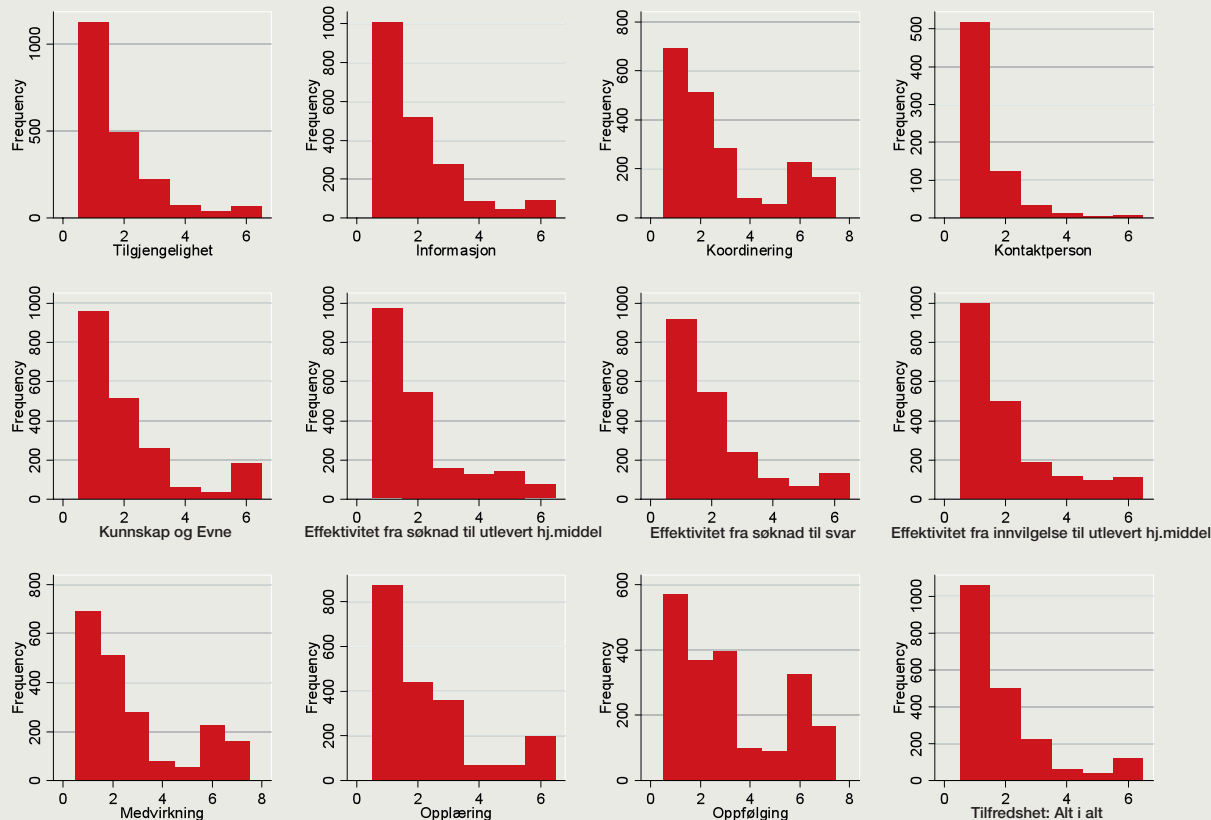 Frequency
0 500 1000
0 2 4 6
Tilgjengelighet
Frequency
0 200 400 600 800 1000
0 2 4 6
Informasjon
Frequency
0 200 400 600 800
0 2 4 6 8
Koordinering
Frequency
0 100 200 300 400 500
0 2 4 6
Kontaktperson
Frequency
0 200 400 600 800 1000
0 2 4 6
Kunnskap og Evne
Frequency
0 200 400 600 800 1000
0 2 4 6
Effektivitet fra søknad til utlevert hj.middel
Frequency
0 200 400 600 800 1000
0 2 4 6
Effektivitet fra søknad til svar
Frequency
0 200 400 600 800 1000
0 2 4 6
Effektivitet fra innvilgelse til utlevert hj.middel
Frequency
0 200 400 600 800
0 2 4 6 8
Medvirkning
Frequency
0 200 400 600 800
0 2 4 6
Opplæring
Frequency
0 200 400 600
0 2 4 6 8
Oppfølging
Frequency
0 200 400 600 800 1000
0 2 4 6
Tilfredshet: Alt i alt